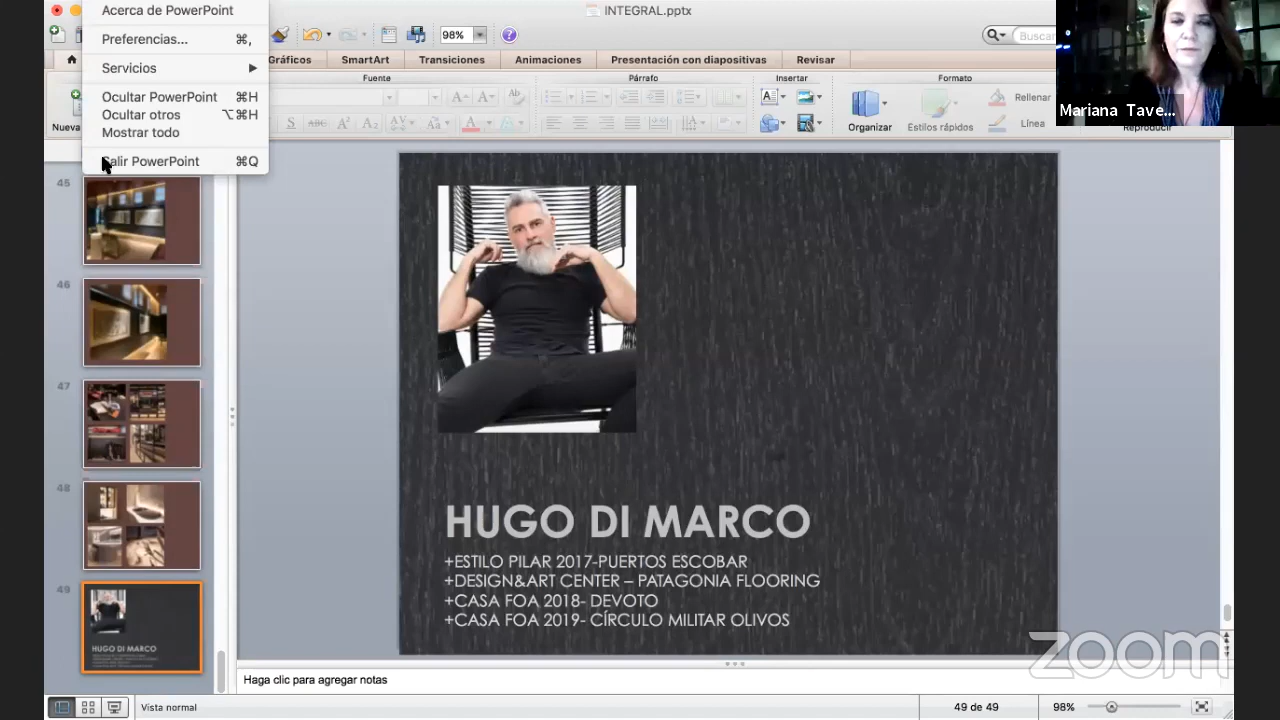 Acerca de PowerPoint
Preferencias... ⌘,
Servicios ▶
Ocultar PowerPoint ⌘H
Ocultar otros ⌥⌘H
Mostrar todo
Salir PowerPoint ⌘Q
INTEGRAL.pptx
98%
Buscar
Gráficos SmartArt Transiciones Animaciones Presentación con diapositivas Revisar
Fuente Párrafo Insertar Formato
Nueva
Organizar Estilos rápidos Rellenar
Línea
Reproducir
Mariana Tave...
45
46
47
48
49
HUGO DI MARCO
HUGO DI MARCO
+ESTILO PILAR 2017-PUERTOS ESCOBAR
+DESIGN&ART CENTER – PATAGONIA FLOORING
+CASA FOA 2018- DEVOTO
+CASA FOA 2019- CÍRCULO MILITAR OLIVOS
zoom
Haga clic para agregar notas
Vista normal
49 de 49
98%